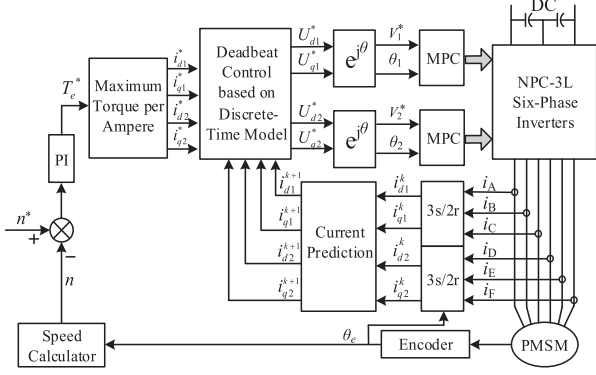 DC
Deadbeat
Control
based on
Discrete-
Time Model
Maximum
Torque per
Ampere
NPC-3L
Six-Phase
Inverters
T_e^*
i_{d1}^*
i_{q1}^*
i_{d2}^*
i_{q2}^*
U_{d1}^*
U_{q1}^*
U_{d2}^*
U_{q2}^*
e^{jθ}
e^{jθ}
V_1^*
θ_1
V_2^*
θ_2
MPC
MPC
PI
n^*
+
−
n
i_{d1}^{k+1}
i_{q1}^{k+1}
i_{d2}^{k+1}
i_{q2}^{k+1}
Current
Prediction
i_{d1}^k
i_{q1}^k
i_{d2}^k
i_{q2}^k
3s/2r
3s/2r
i_A
i_B
i_C
i_D
i_E
i_F
Speed
Calculator
θ_e
Encoder
PMSM